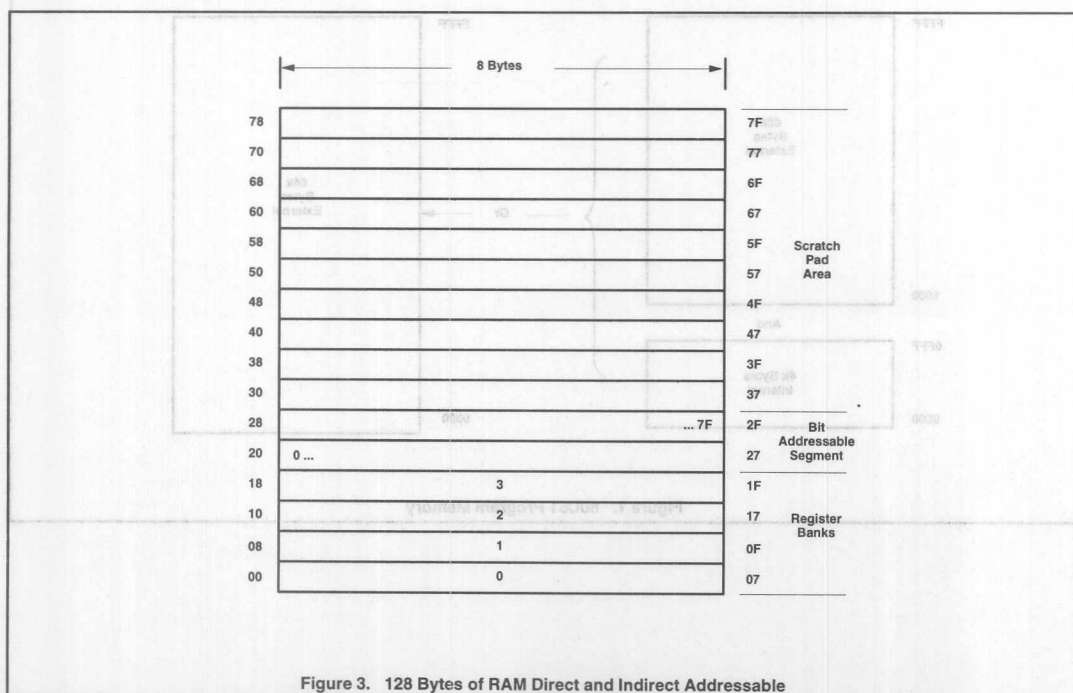 8 Bytes
78 7F
70 77
68 6F
60 67
58 5F
50 57
48 4F
40 47
38 3F
30 37
Scratch
Pad
Area
28 ... 7F 2F
20 0 ... 27
Bit
Addressable
Segment
18 3 1F
10 2 17
08 1 0F
00 0 07
Register
Banks
Figure 3. 128 Bytes of RAM Direct and Indirect Addressable